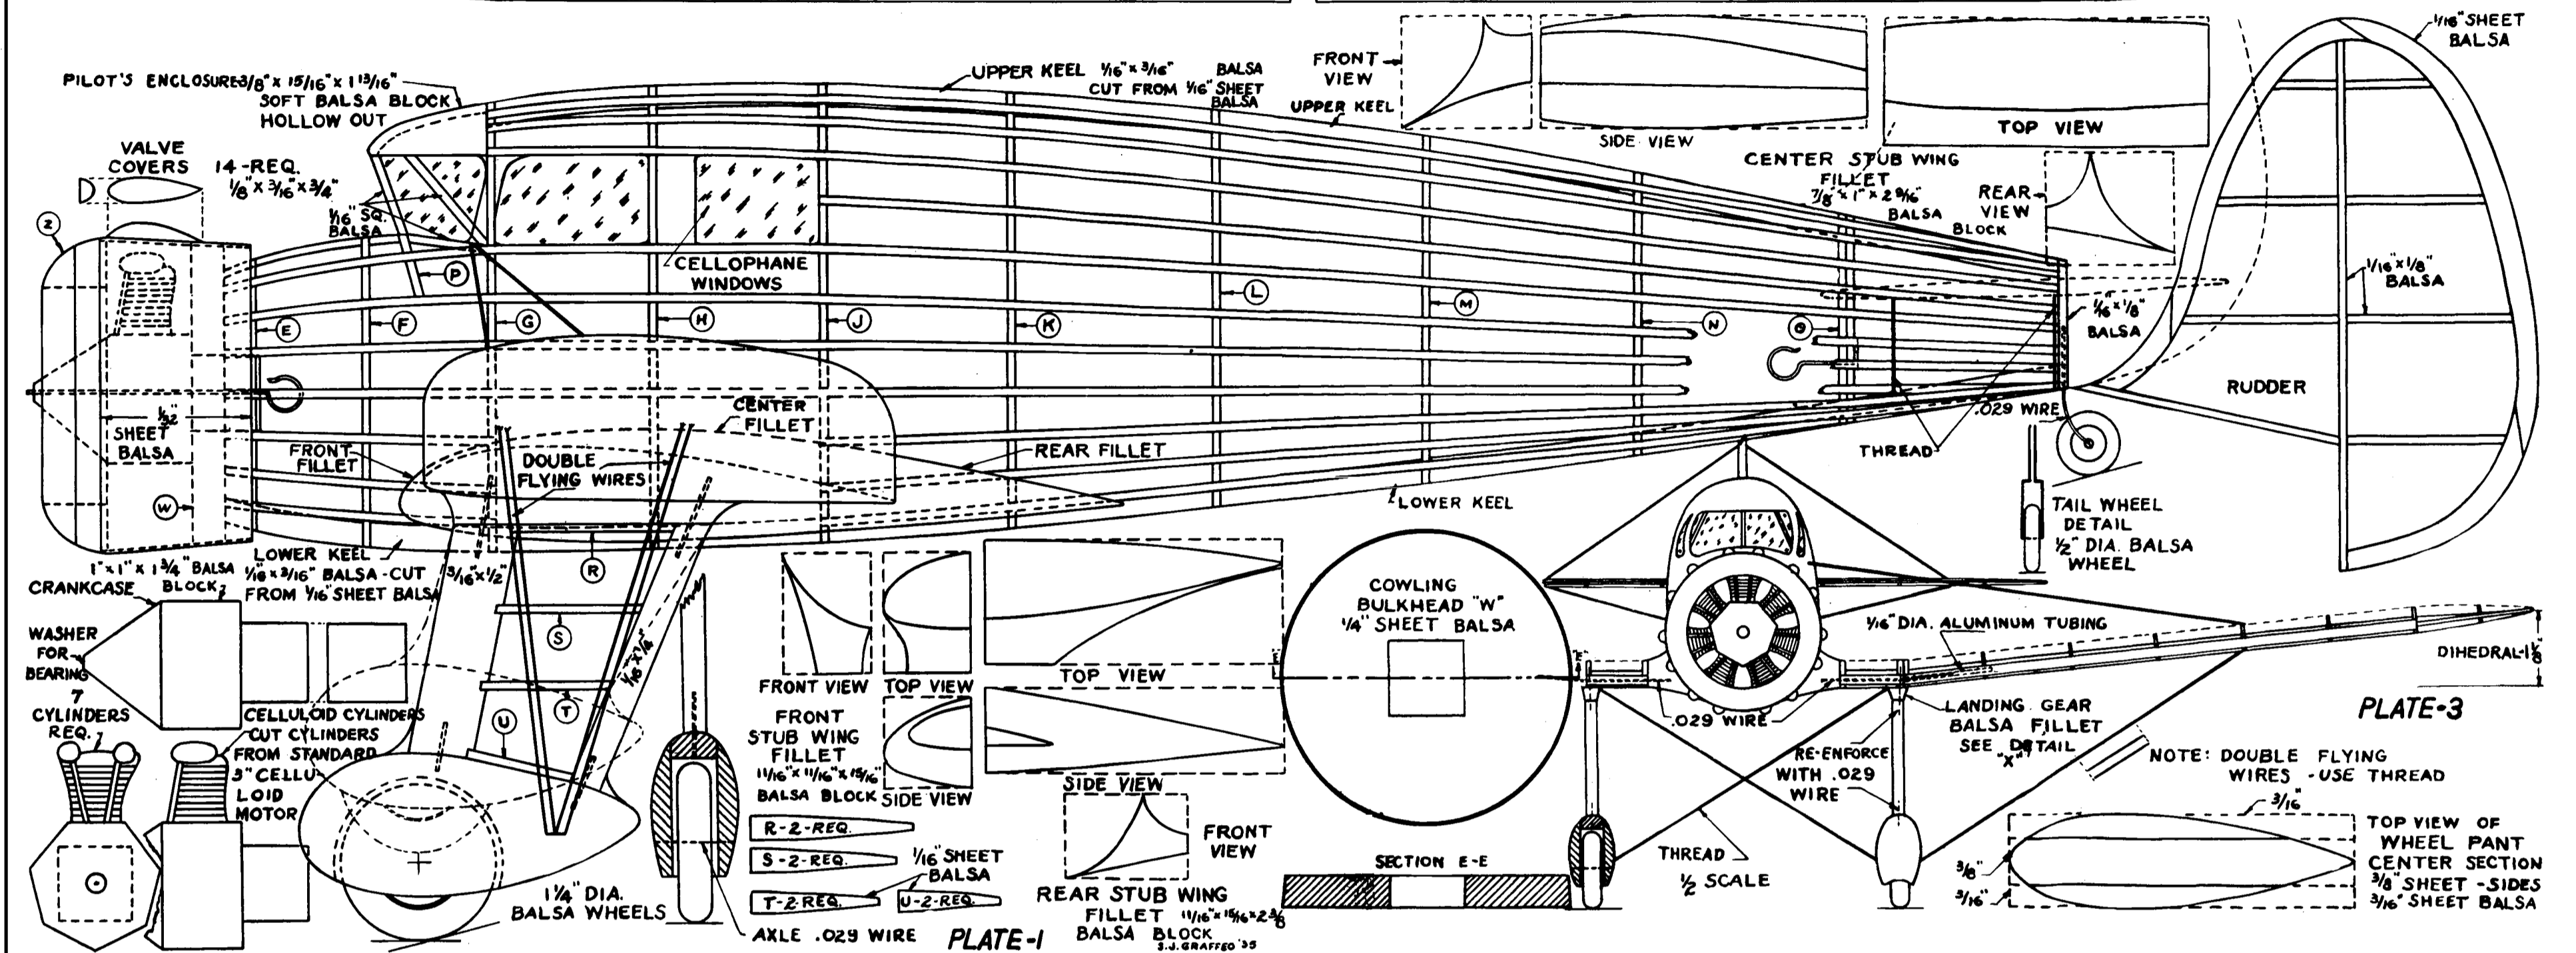 PILOT'S ENCLOSURE-3/8" x 15/16" x 1 13/16"
SOFT BALSA BLOCK
HOLLOW OUT
VALVE
COVERS
14-REQ.
1/8" x 3/16" x 3/4"
1/16" SQ.
BALSA
UPPER KEEL 1/16" x 3/16" BALSA
CUT FROM 1/16" SHEET
BALSA
UPPER KEEL
FRONT
VIEW
SIDE VIEW
TOP VIEW
CENTER STUB WING
FILLET
7/8" x 1" x 2 9/16"
BALSA
BLOCK
REAR
VIEW
1/16" SHEET
BALSA
1/16" x 1/8"
BALSA
1/16" x 1/8"
BALSA
RUDDER
Z
P
CELLOPHANE
WINDOWS
E
F
G
H
J
K
L
M
N
O
1/32"
SHEET
BALSA
W
FRONT
FILLET
DOUBLE
FLYING WIRES
CENTER
FILLET
REAR FILLET
LOWER KEEL
.029 WIRE
THREAD
TAIL WHEEL
DETAIL
1/2" DIA. BALSA
WHEEL
LOWER KEEL
1/16" x 3/16" BALSA-CUT
FROM 1/16" SHEET BALSA
3/16" x 1/2"
1" x 1" x 1 3/4" BALSA
BLOCK
CRANKCASE
WASHER
FOR
BEARING
7
CYLINDERS
REQ.
CELLULOID CYLINDERS
CUT CYLINDERS
FROM STANDARD
3" CELLU-
LOID
MOTOR
R
S
T
U
1/16" x 1/4"
1 1/4" DIA.
BALSA WHEELS
AXLE .029 WIRE
PLATE-1
FRONT VIEW
TOP VIEW
FRONT
STUB WING
FILLET
11/16" x 11/16" x 15/16"
BALSA BLOCK
SIDE VIEW
R-2-REQ.
S-2-REQ.
T-2-REQ.
U-2-REQ.
1/16" SHEET
BALSA
TOP VIEW
SIDE VIEW
FRONT
VIEW
REAR STUB WING
FILLET 11/16" x 15/16 x 2 3/8
BALSA BLOCK
S.J. GRAFFEO '35
COWLING
BULKHEAD "W"
1/4" SHEET BALSA
E
E
SECTION E-E
1/16" DIA. ALUMINUM TUBING
DIHEDRAL-1 1/8
PLATE-3
.029 WIRE
LANDING GEAR
BALSA FILLET
SEE DETAIL
"X"
RE-ENFORCE
WITH .029
WIRE
THREAD
1/2 SCALE
NOTE: DOUBLE FLYING
WIRES - USE THREAD
3/16"
3/8"
3/16"
TOP VIEW OF
WHEEL PANT
CENTER SECTION
3/8" SHEET - SIDES
3/16" SHEET BALSA